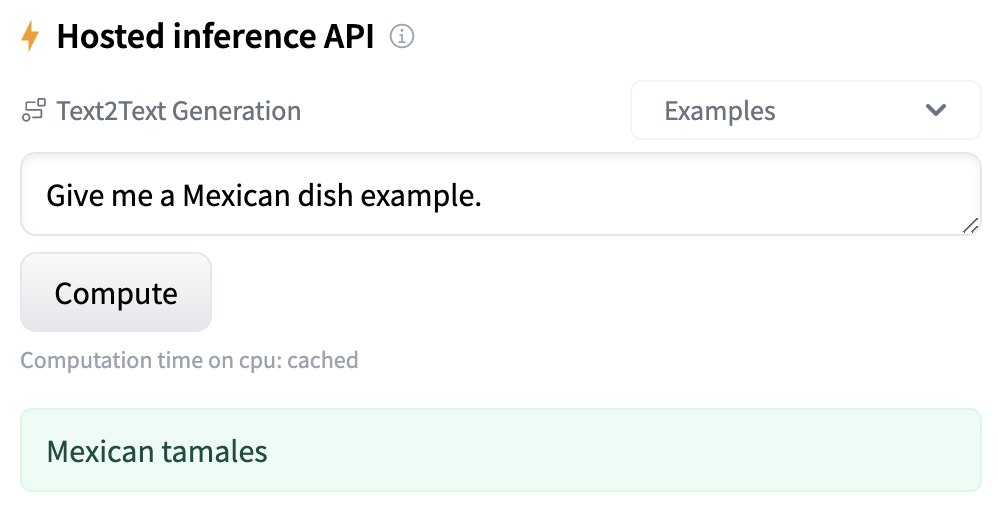 Hosted inference API
Text2Text Generation
Examples
Give me a Mexican dish example.
Compute
Computation time on cpu: cached
Mexican tamales